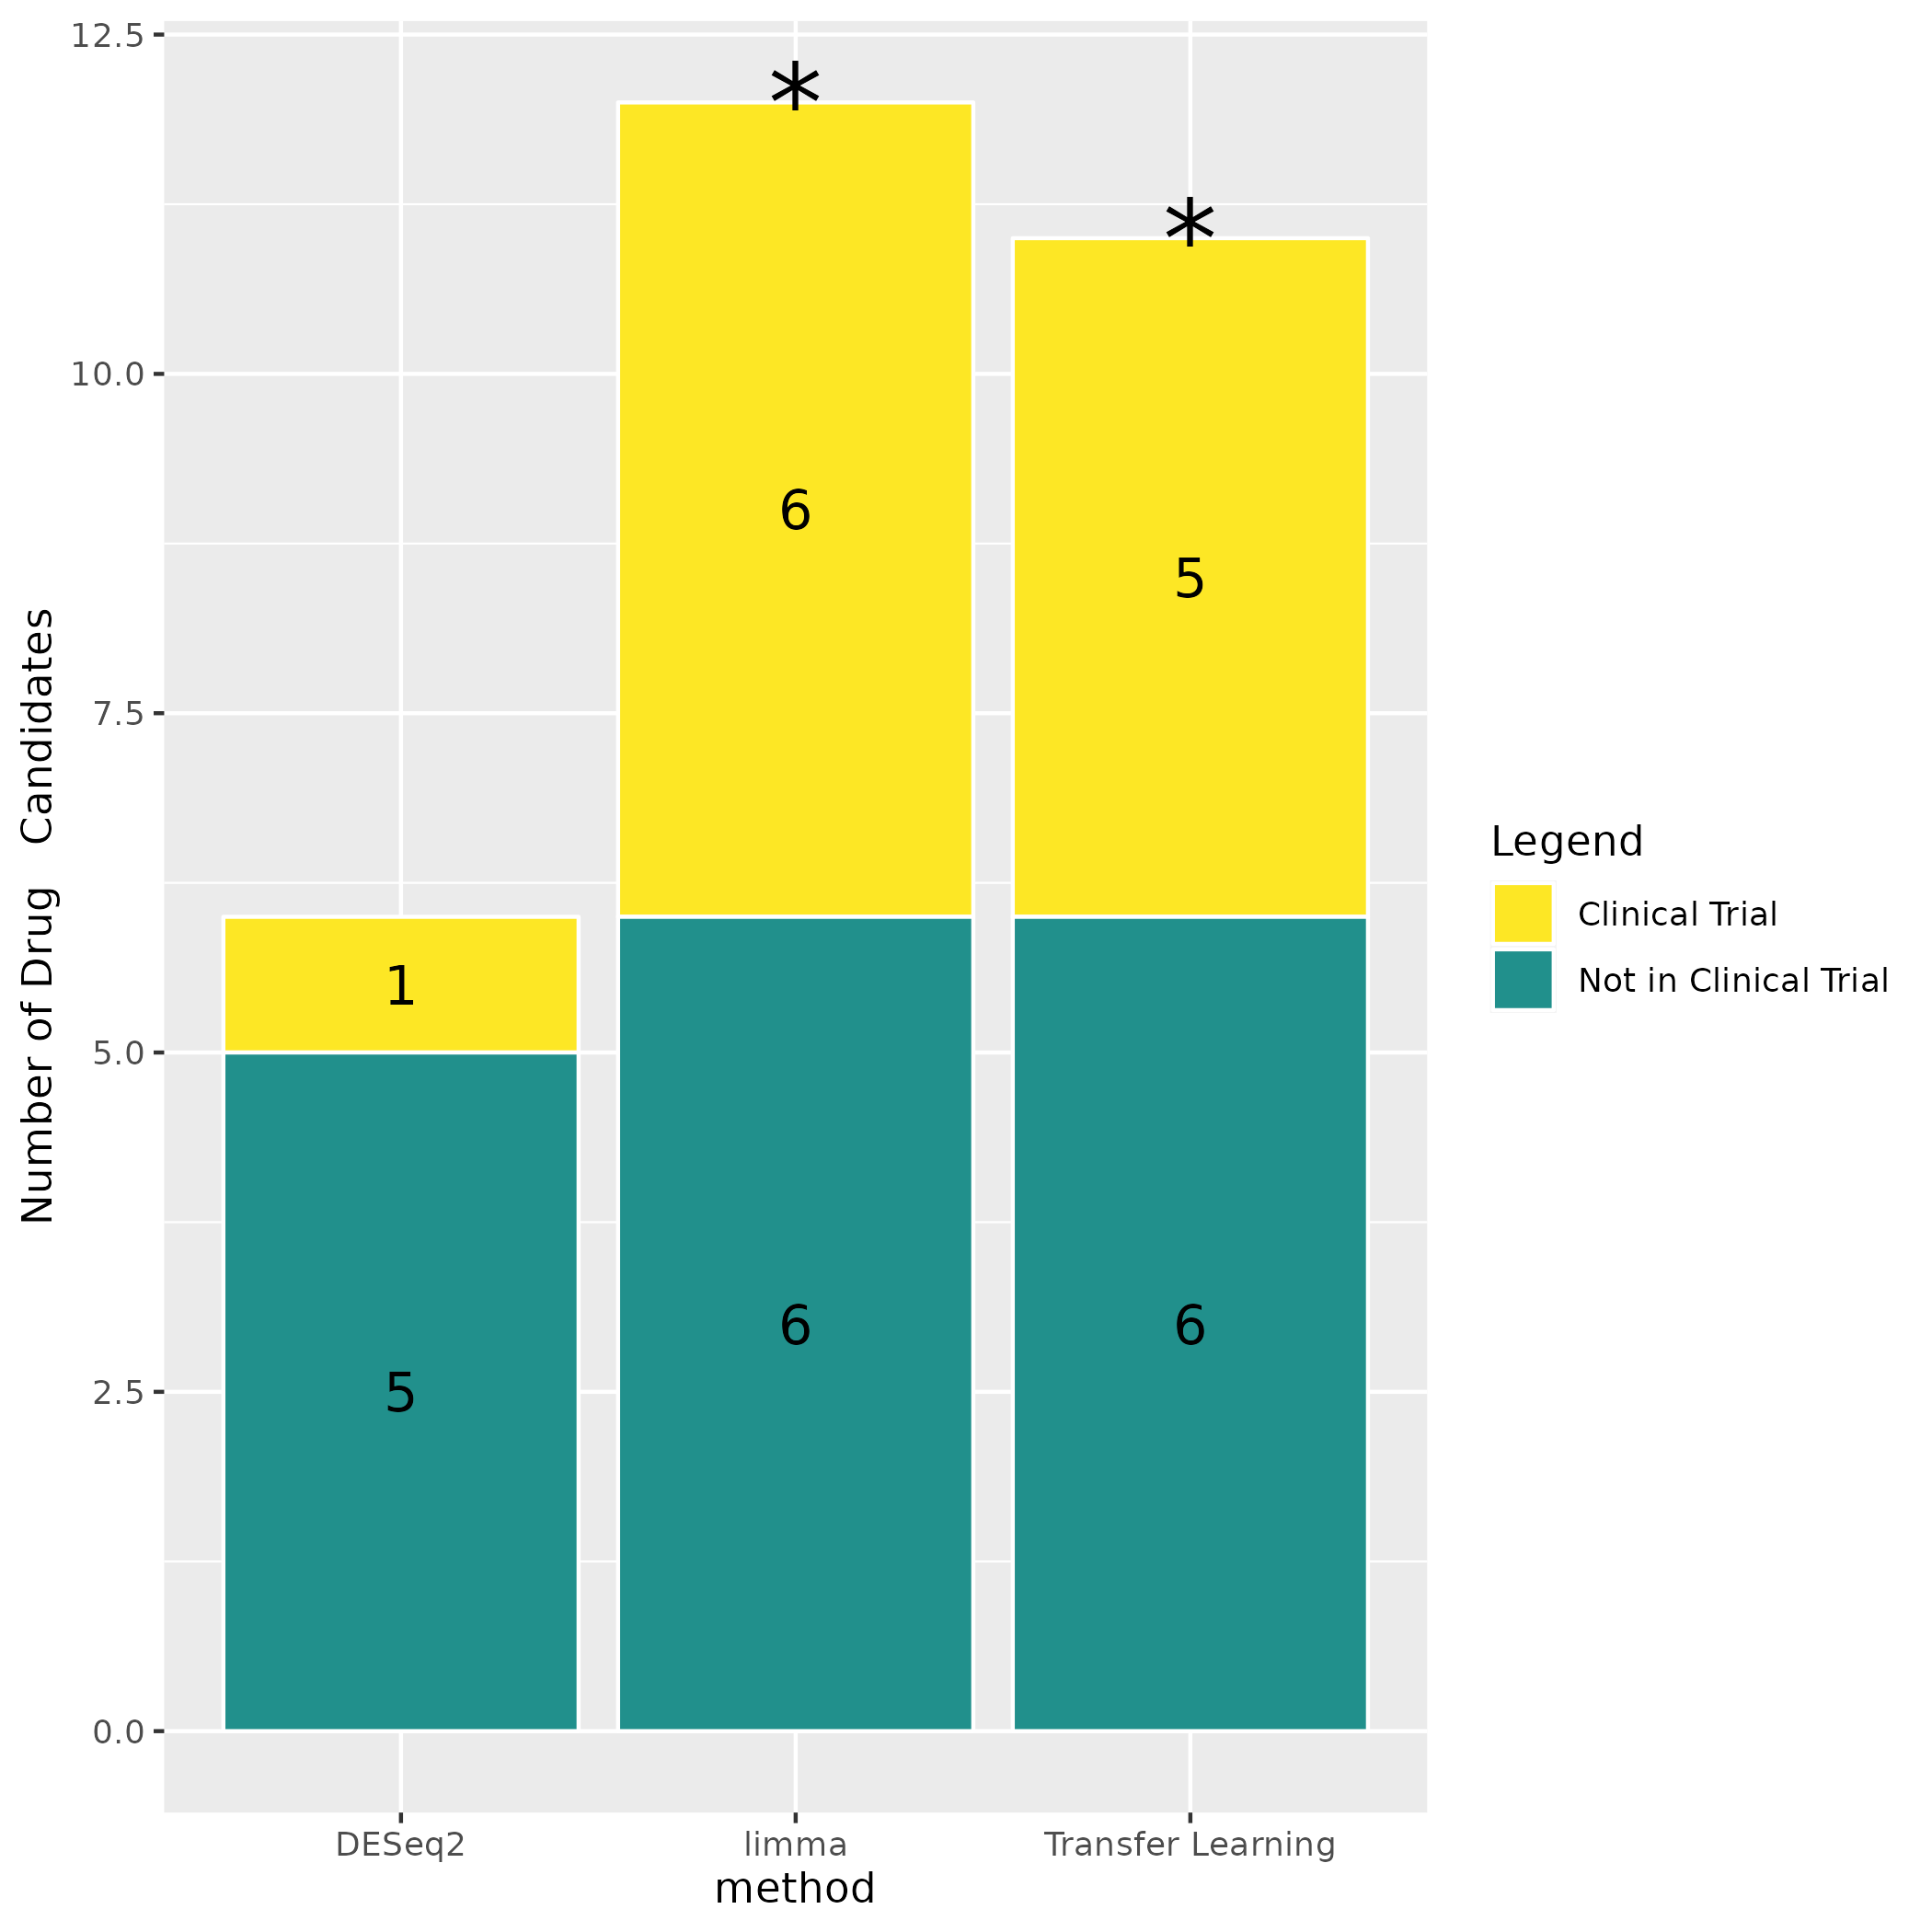 Number of Drug   Candidates
12.5
10.0
7.5
5.0
2.5
0.0
*
*
6
5
1
5
6
6
DESeq2
limma
Transfer Learning
method
Legend
Clinical Trial
Not in Clinical Trial